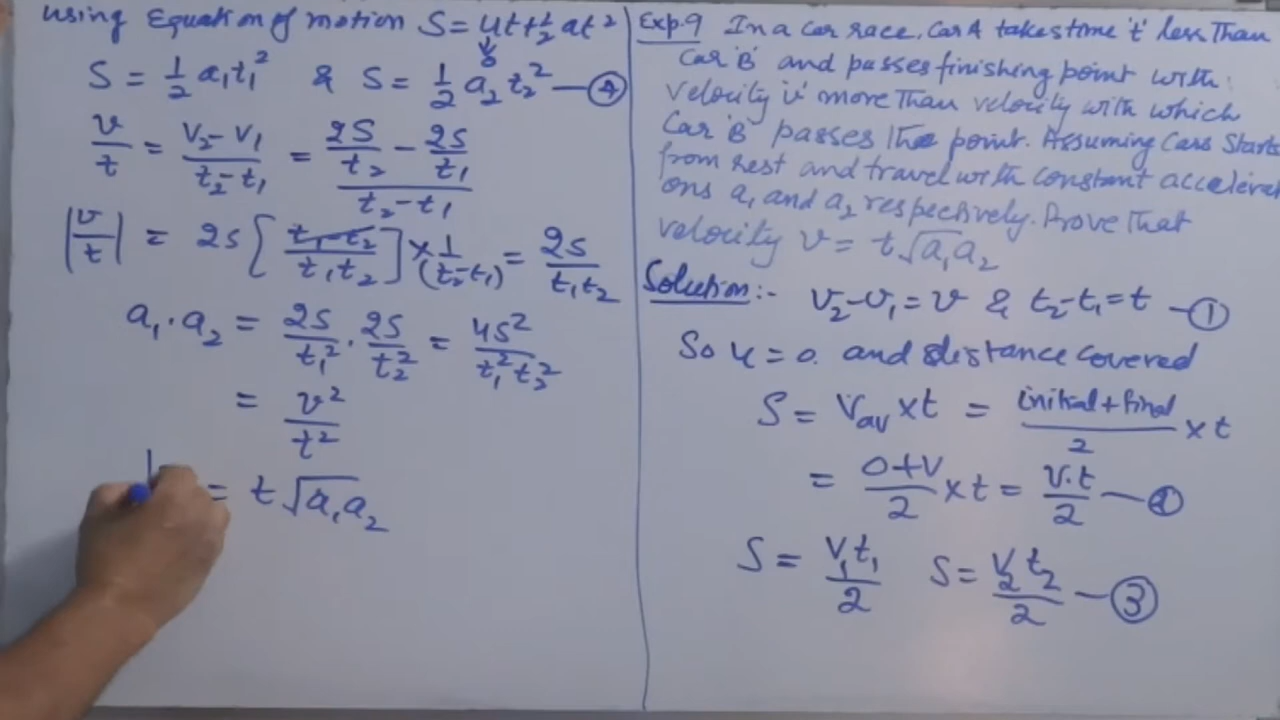 Using Equation of motion S = ut + 1/2 at²
↓
0
S = 1/2 a₁t₁² & S = 1/2 a₂t₂² — ④
v/t = (v₂ - v₁)/(t₂ - t₁) = (2S/t₂ - 2S/t₁)/(t₂ - t₁)
|v/t| = 2s [(t₁ - t₂)/(t₁t₂)] × 1/(t₂-t₁) = 2s/(t₁t₂)
a₁·a₂ = 2s/t₁² · 2s/t₂² = 4s²/(t₁²t₂²)
= v²/t²
= t√a₁a₂
Exp.9 In a car race, Car A takes time 't' less Than
Car 'B' and passes finishing point with
velocity 'v' more Than velocity with which
Car 'B' passes the point. Assuming Cars Starts
from rest and travel with constant accelerati
ons a₁ and a₂ respectively. Prove that
velocity v = t√a₁a₂
Solution:- v₂-v₁ = v & t₂-t₁ = t — ①
So u = 0. and distance covered
S = Vav × t = (initial + final)/2 × t
= (0+v)/2 × t = v.t/2 — ②
S = v₁t₁/2 S = v₂t₂/2 — ③